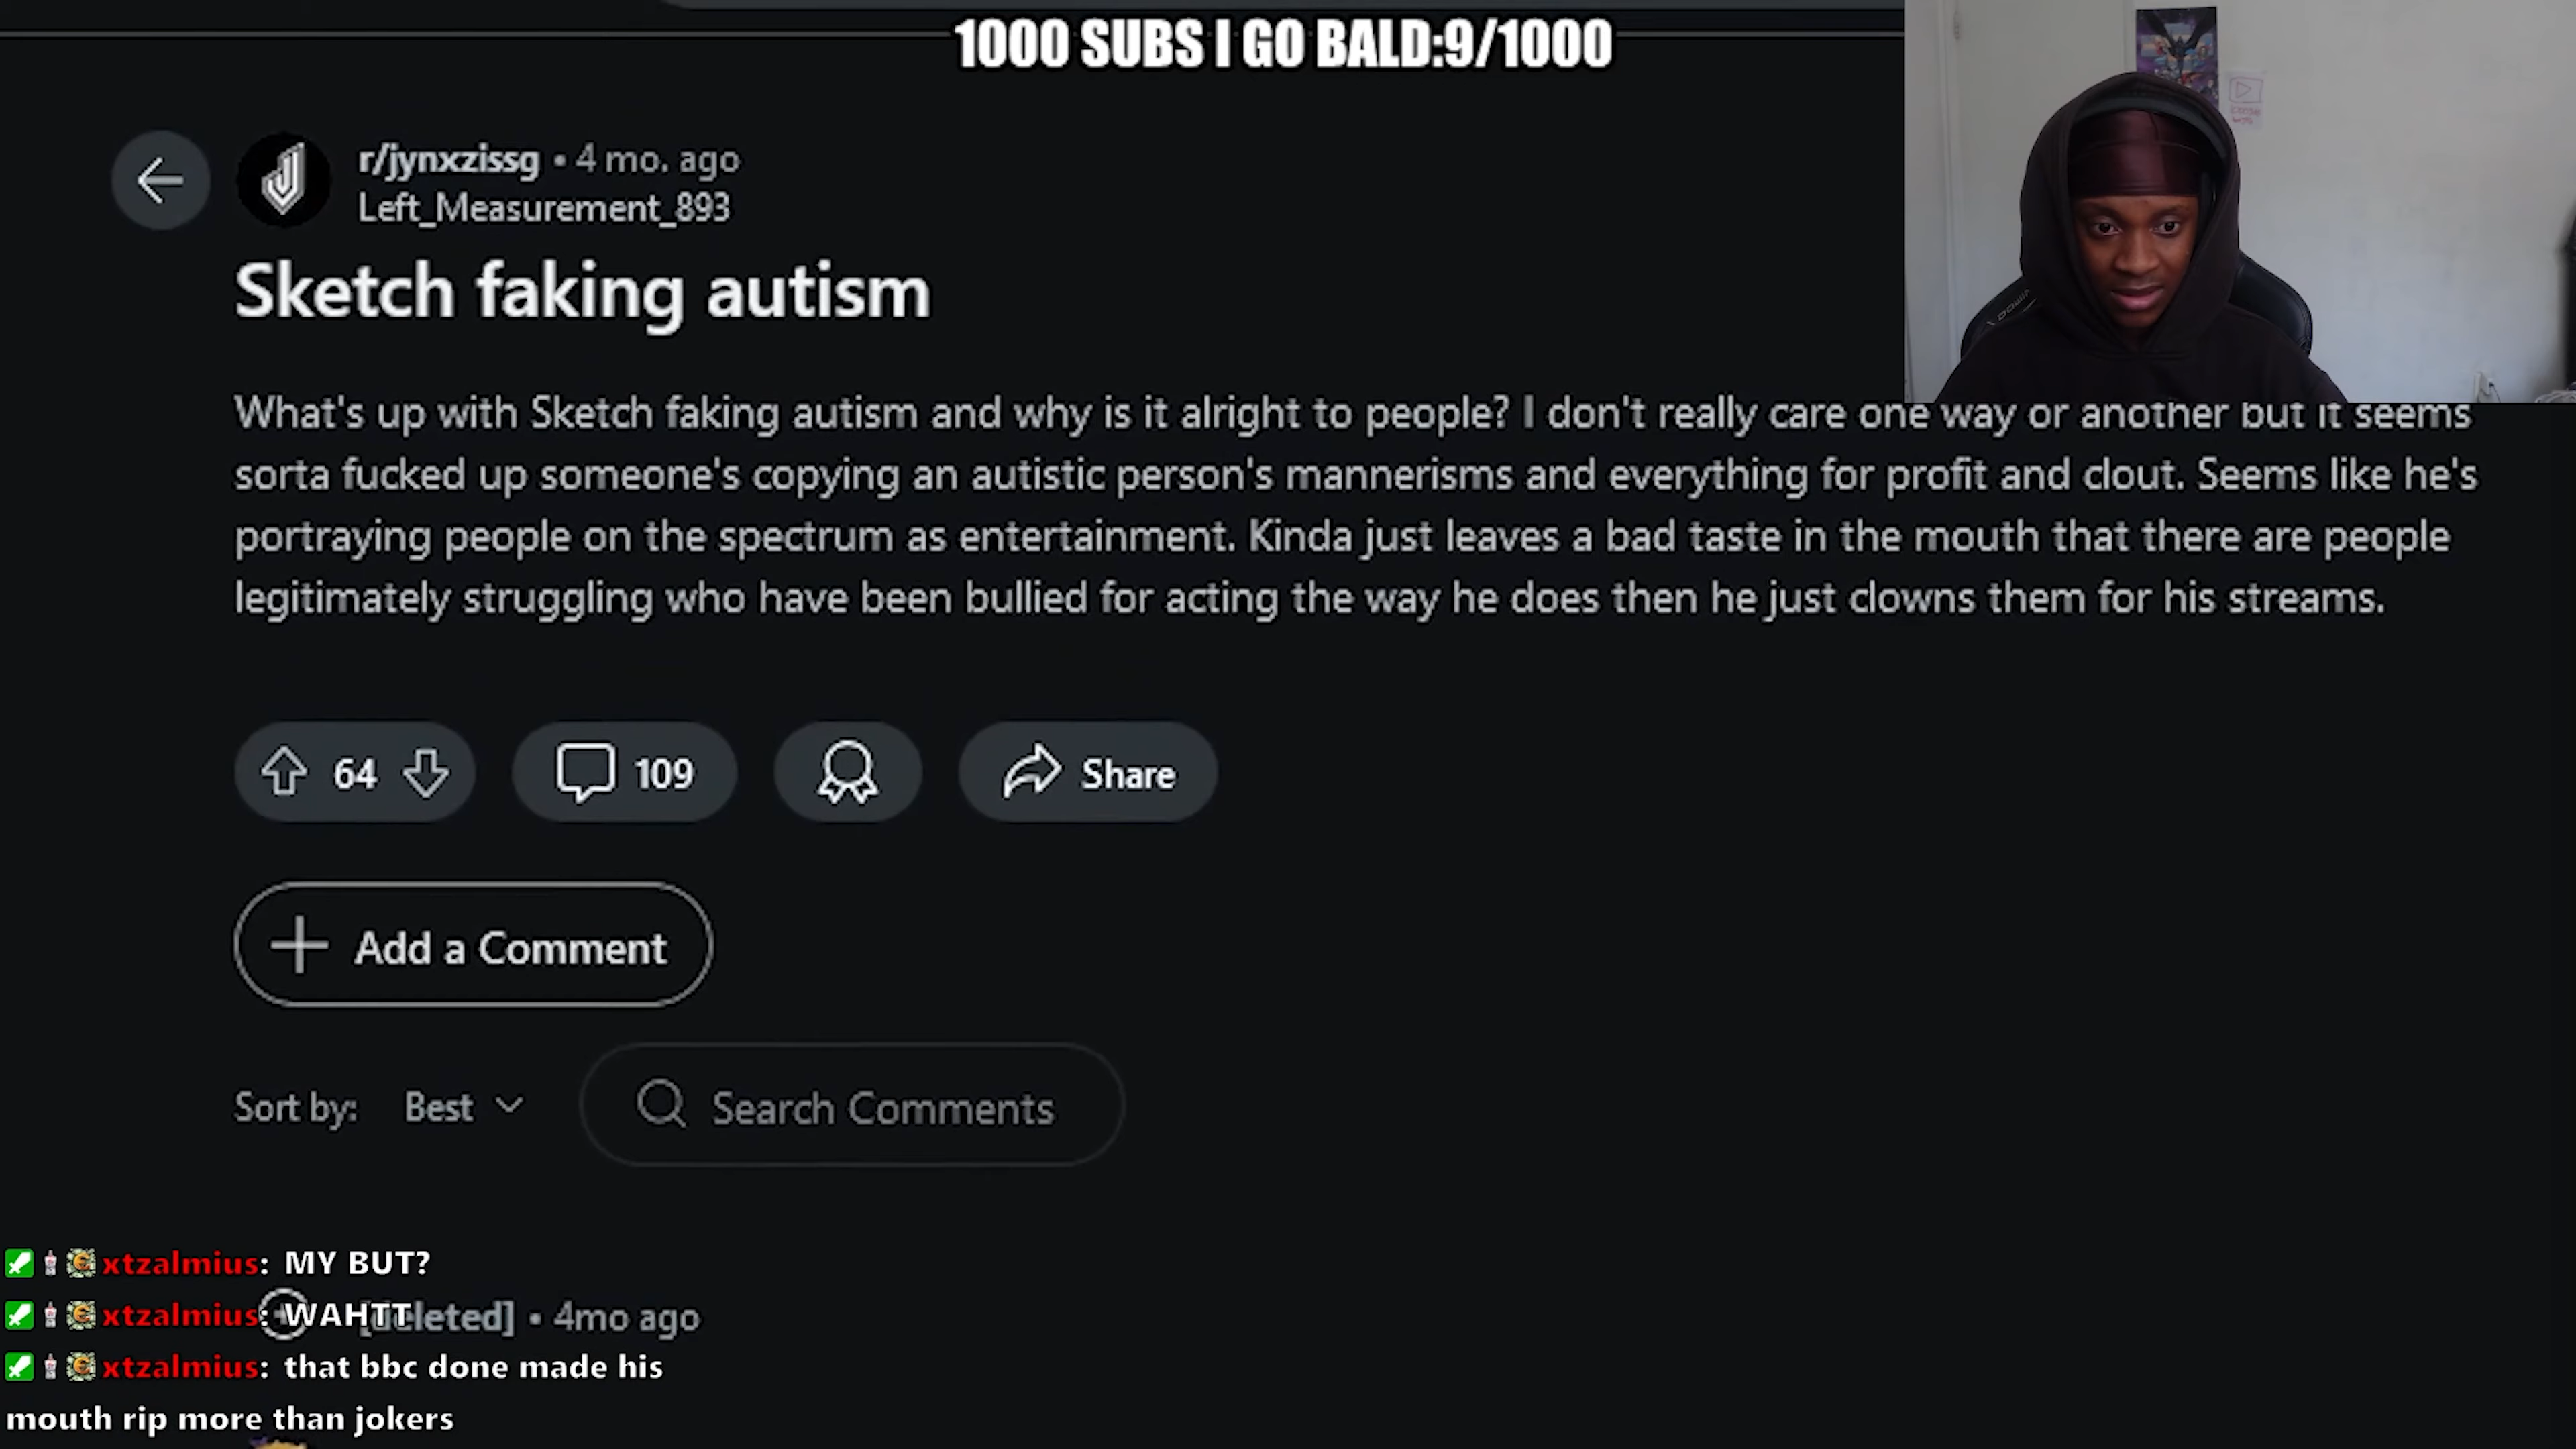 1000 SUBS I GO BALD:9/1000
r/jynxzissg • 4 mo. ago
Left_Measurement_893
Sketch faking autism
What's up with Sketch faking autism and why is it alright to people? I don't really care one way or another but it seems
sorta fucked up someone's copying an autistic person's mannerisms and everything for profit and clout. Seems like he's
portraying people on the spectrum as entertainment. Kinda just leaves a bad taste in the mouth that there are people
legitimately struggling who have been bullied for acting the way he does then he just clowns them for his streams.
64
109
Share
Add a Comment
Sort by: Best
Search Comments
xtzalmius: MY BUT?
xtzalmius: WAHTT
[deleted] • 4mo ago
xtzalmius: that bbc done made his
mouth rip more than jokers